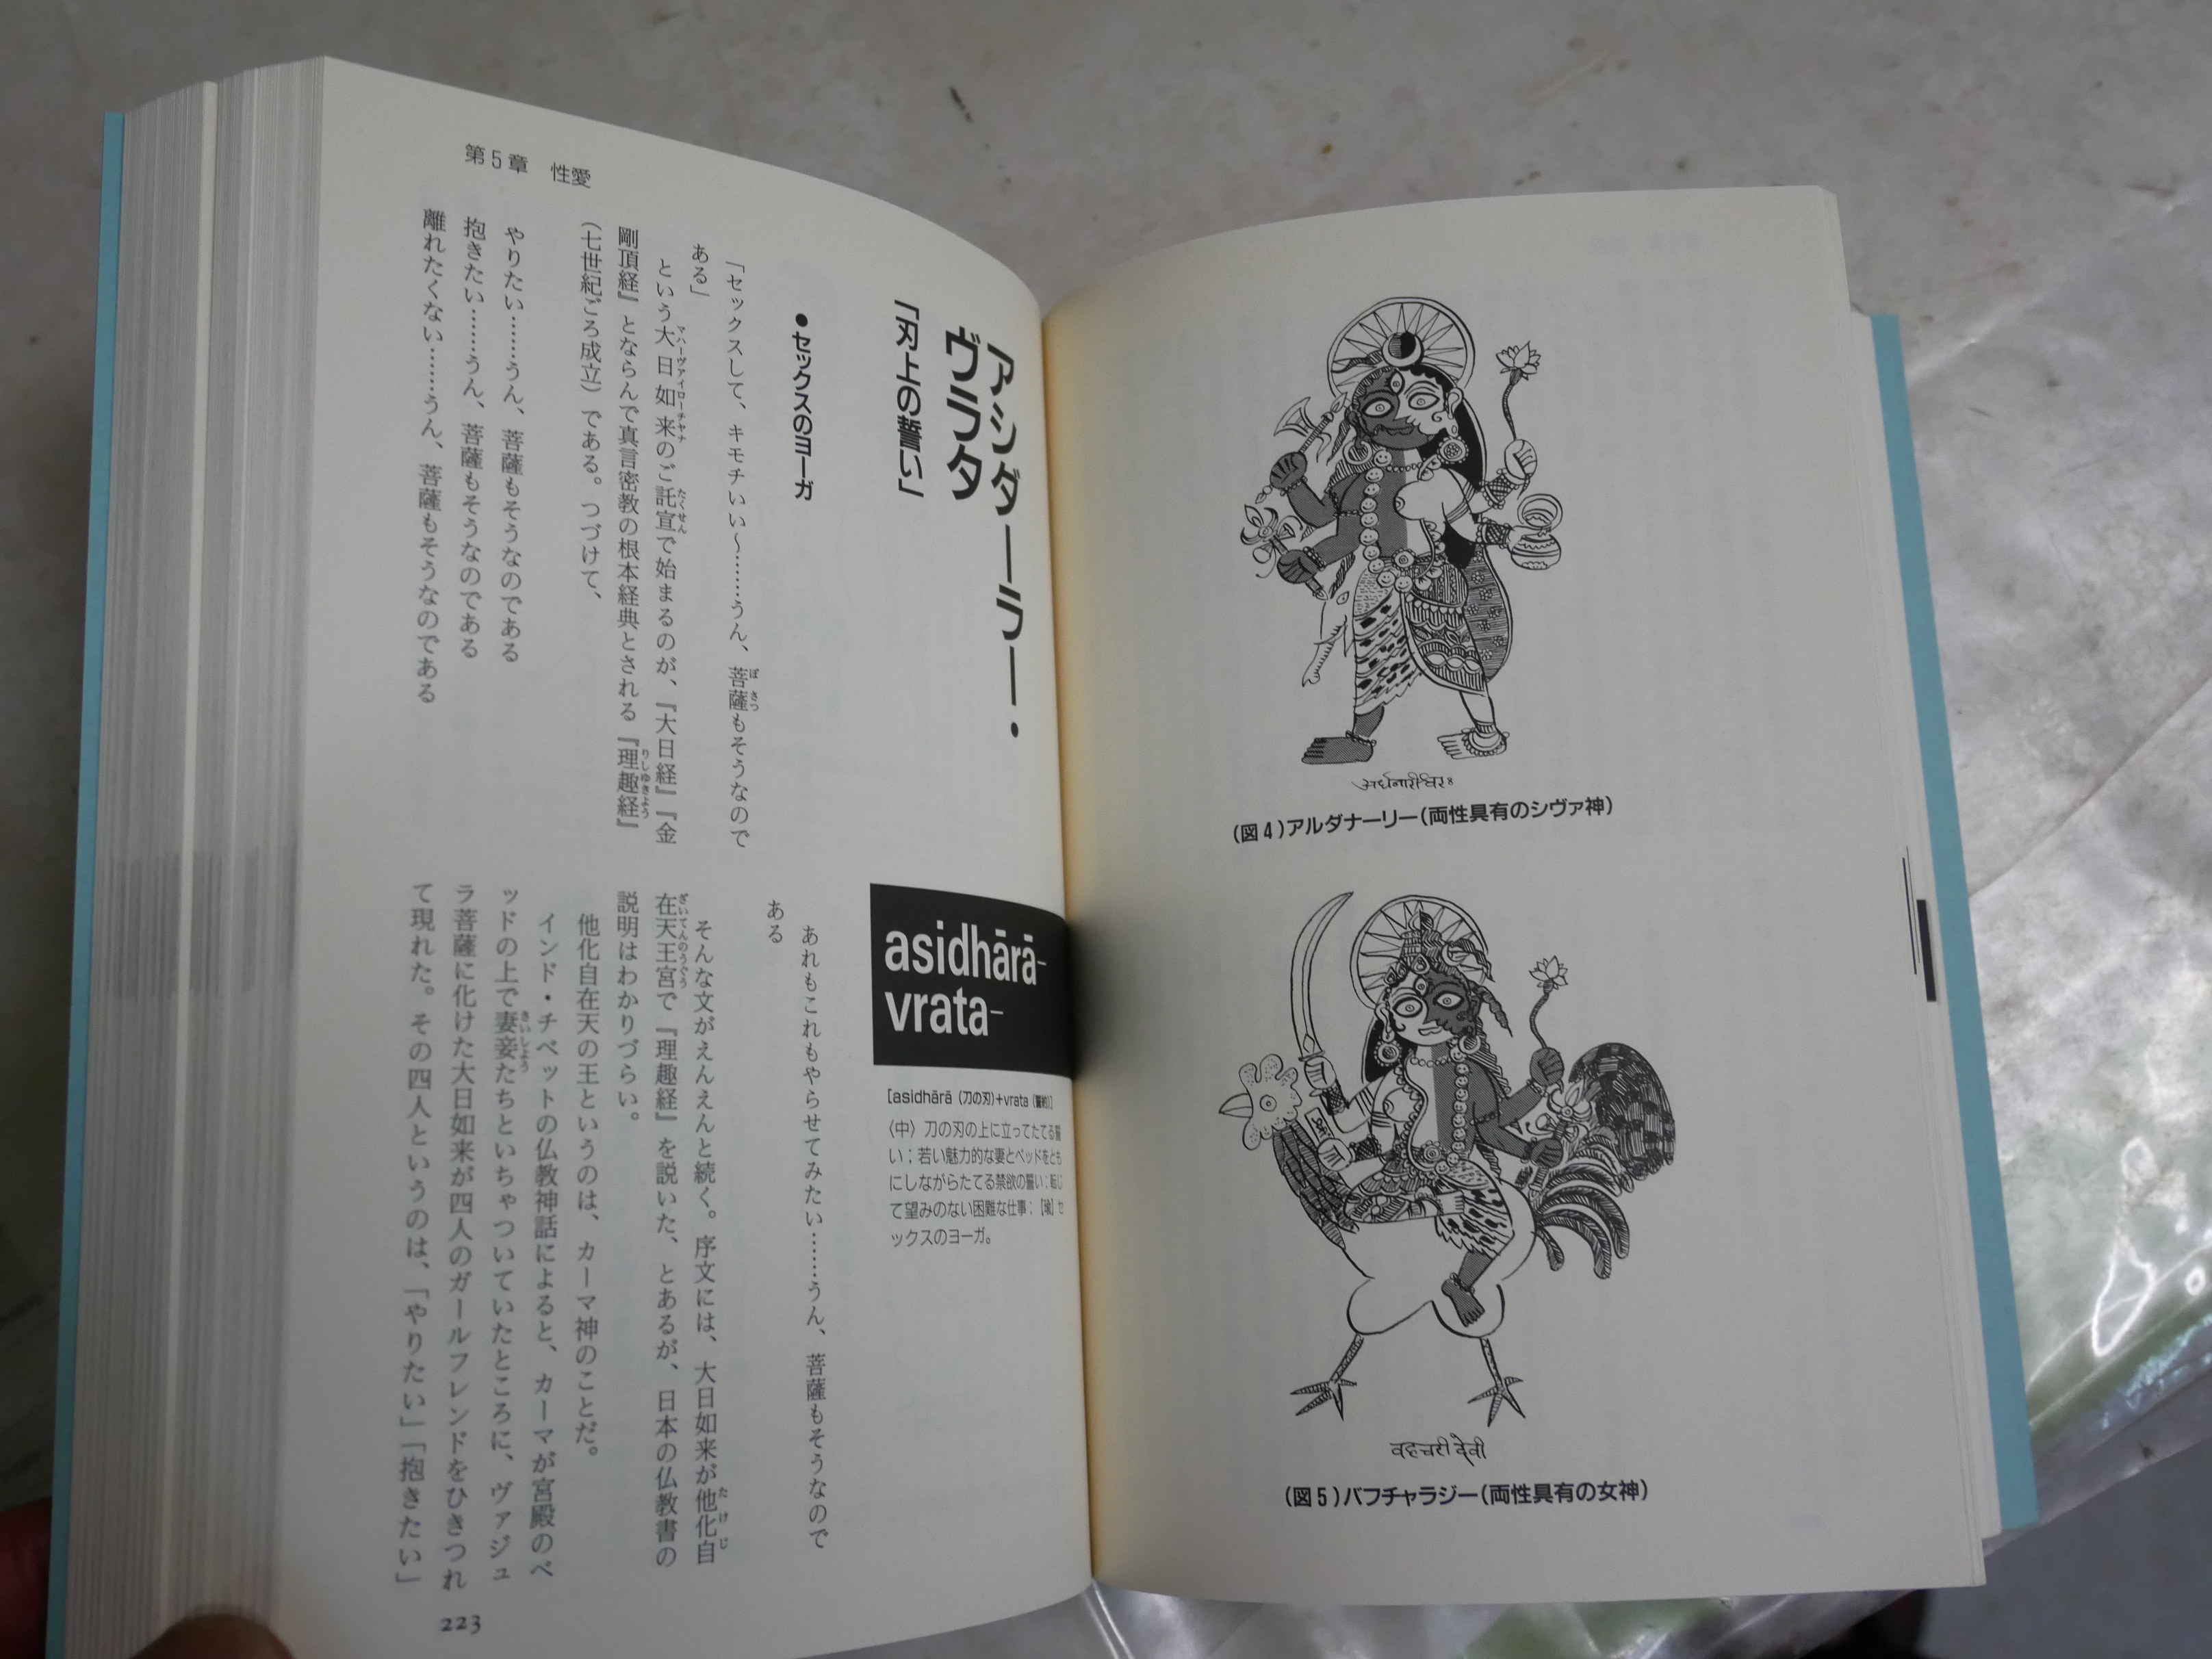 第5章 性愛
アシダーラー・
ヴラタ
「刃上の誓い」
asidhārā-
vrata-
[asidhārā（刀の刃）+vrata（誓約）]
〈中〉刀の刃の上に立ってたてる誓
い；若い魅力的な妻とベッドをとも
にしながらたてる禁欲の誓い；転じ
て望みのない困難な仕事；【喩】セ
ックスのヨーガ。
●セックスのヨーガ
「セックスして、キモチいい〜……うん、菩薩もそうなので
ある」
という大日如来のご託宣で始まるのが、『大日経』『金
剛頂経』とならんで真言密教の根本経典とされる『理趣経』
（七世紀ごろ成立）である。つづけて、
やりたい……うん、菩薩もそうなのである
抱きたい……うん、菩薩もそうなのである
離れたくない……うん、菩薩もそうなのである
あれもこれもやらせてみたい……うん、菩薩もそうなので
ある
そんな文がえんえんと続く。序文には、大日如来が他化自
在天王宮で『理趣経』を説いた、とあるが、日本の仏教書の
説明はわかりづらい。
他化自在天の王というのは、カーマ神のことだ。
インド・チベットの仏教神話によると、カーマが宮殿のベ
ッドの上で妻妾たちといちゃついていたところに、ヴァジュ
ラ菩薩に化けた大日如来が四人のガールフレンドをひきつれ
て現れた。その四人というのは、「やりたい」「抱きたい」
223
अर्धनारीश्वर ४
（図4）アルダナーリー（両性具有のシヴァ神）
（図5）バフチャラジー（両性具有の女神）